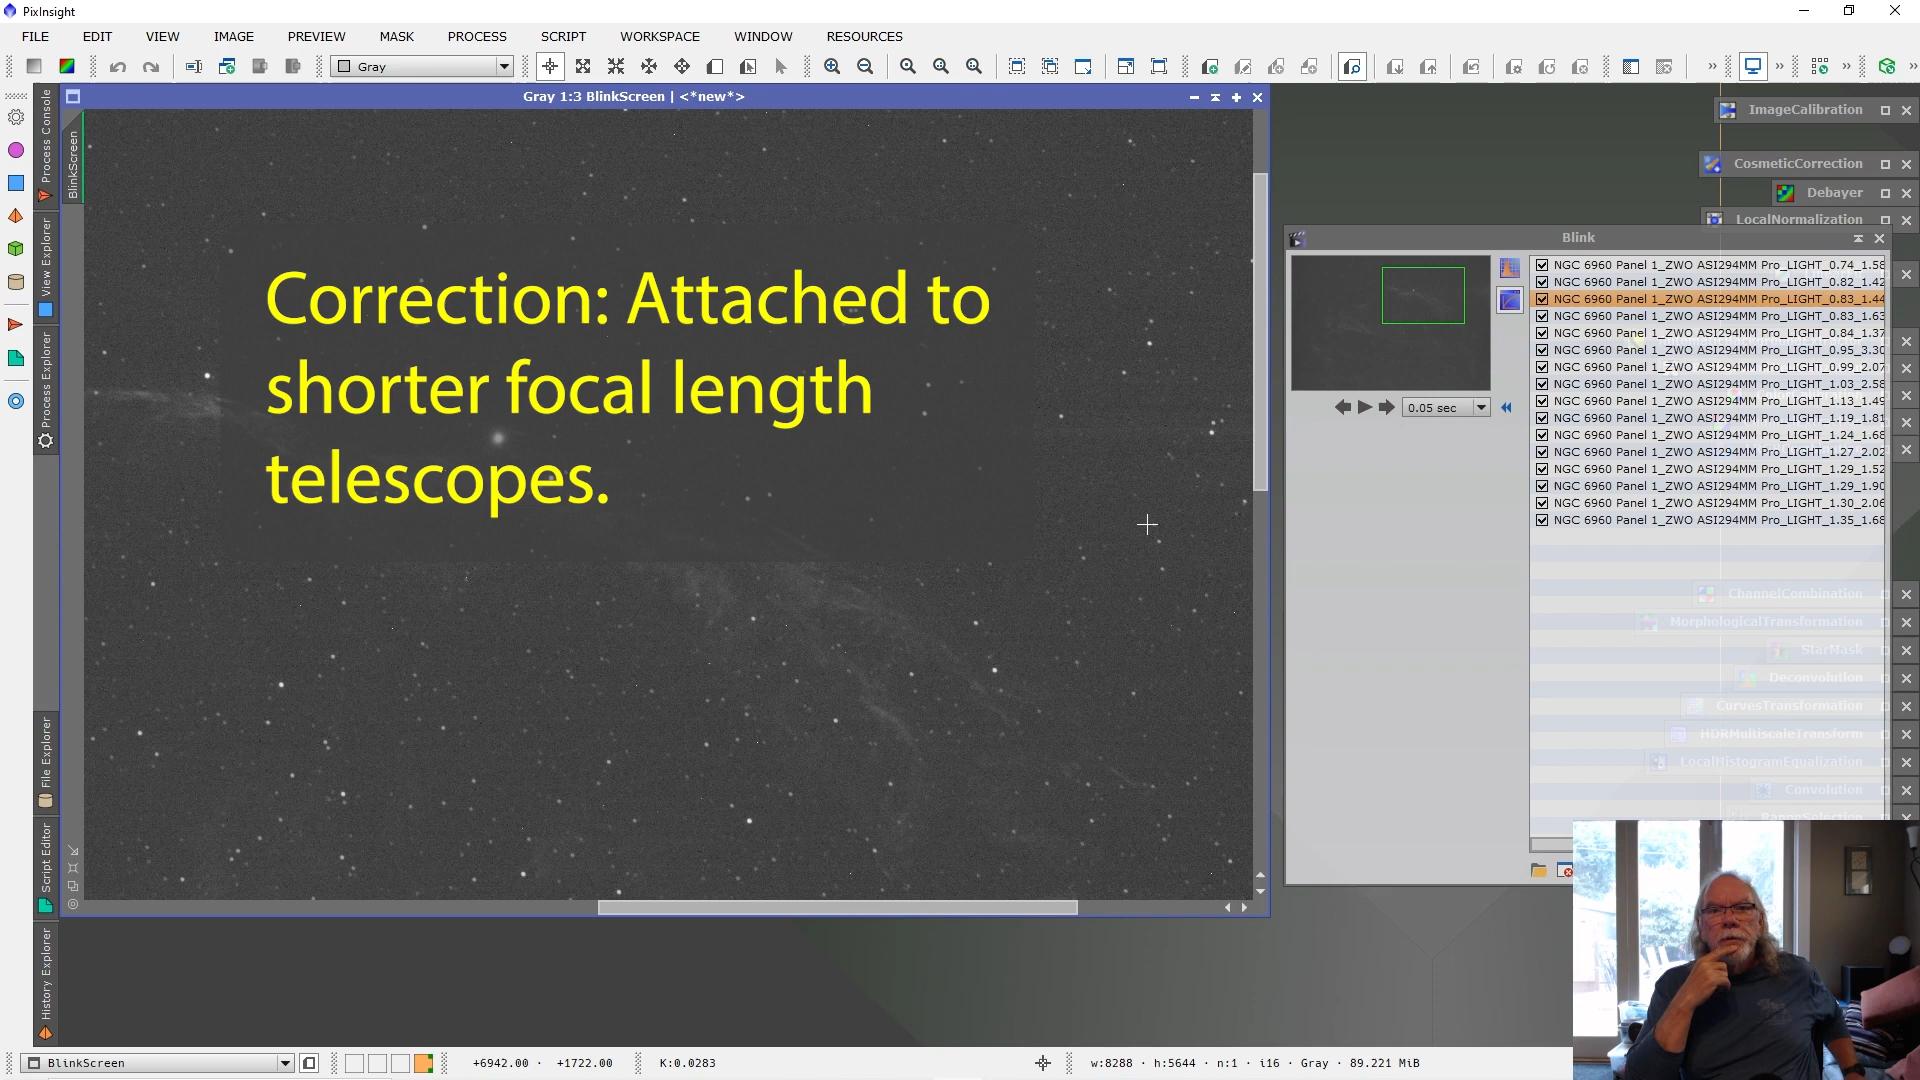 PixInsight
FILE EDIT VIEW IMAGE PREVIEW MASK PROCESS SCRIPT WORKSPACE WINDOW RESOURCES
Gray
Gray 1:3 BlinkScreen | <*new*>
BlinkScreen
Process Console
View Explorer
Process Explorer
File Explorer
Script Editor
History Explorer
Correction: Attached to
shorter focal length
telescopes.
ImageCalibration
CosmeticCorrection
Debayer
LocalNormalization
Blink
0.05 sec
NGC 6960 Panel 1_ZWO ASI294MM Pro_LIGHT_0.74_1.58
NGC 6960 Panel 1_ZWO ASI294MM Pro_LIGHT_0.82_1.42
NGC 6960 Panel 1_ZWO ASI294MM Pro_LIGHT_0.83_1.44
NGC 6960 Panel 1_ZWO ASI294MM Pro_LIGHT_0.83_1.63
NGC 6960 Panel 1_ZWO ASI294MM Pro_LIGHT_0.84_1.37
NGC 6960 Panel 1_ZWO ASI294MM Pro_LIGHT_0.95_3.30
NGC 6960 Panel 1_ZWO ASI294MM Pro_LIGHT_0.99_2.07
NGC 6960 Panel 1_ZWO ASI294MM Pro_LIGHT_1.03_2.58
NGC 6960 Panel 1_ZWO ASI294MM Pro_LIGHT_1.13_1.49
NGC 6960 Panel 1_ZWO ASI294MM Pro_LIGHT_1.19_1.81
NGC 6960 Panel 1_ZWO ASI294MM Pro_LIGHT_1.24_1.68
NGC 6960 Panel 1_ZWO ASI294MM Pro_LIGHT_1.27_2.02
NGC 6960 Panel 1_ZWO ASI294MM Pro_LIGHT_1.29_1.52
NGC 6960 Panel 1_ZWO ASI294MM Pro_LIGHT_1.29_1.90
NGC 6960 Panel 1_ZWO ASI294MM Pro_LIGHT_1.30_2.06
NGC 6960 Panel 1_ZWO ASI294MM Pro_LIGHT_1.35_1.68
ChannelCombination
MorphologicalTransformation
StarMask
Deconvolution
CurvesTransformation
HDRMultiscaleTransform
LocalHistogramEqualization
Convolution
RangeSelection
BlinkScreen
+6942.00 · +1722.00
K:0.0283
w:8288 · h:5644 · n:1 · i16 · Gray · 89.221 MiB